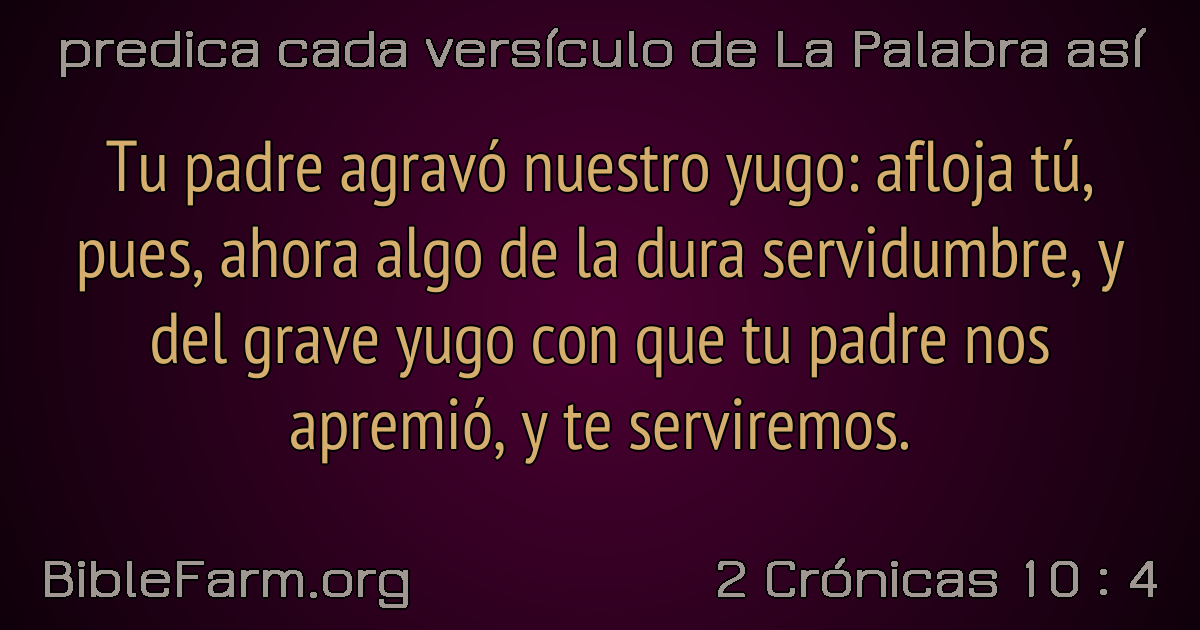 predica cada versículo de La Palabra así
Tu padre agravó nuestro yugo: afloja tú,
pues, ahora algo de la dura servidumbre, y
del grave yugo con que tu padre nos
apremió, y te serviremos.
BibleFarm.org
2 Crónicas 10 : 4